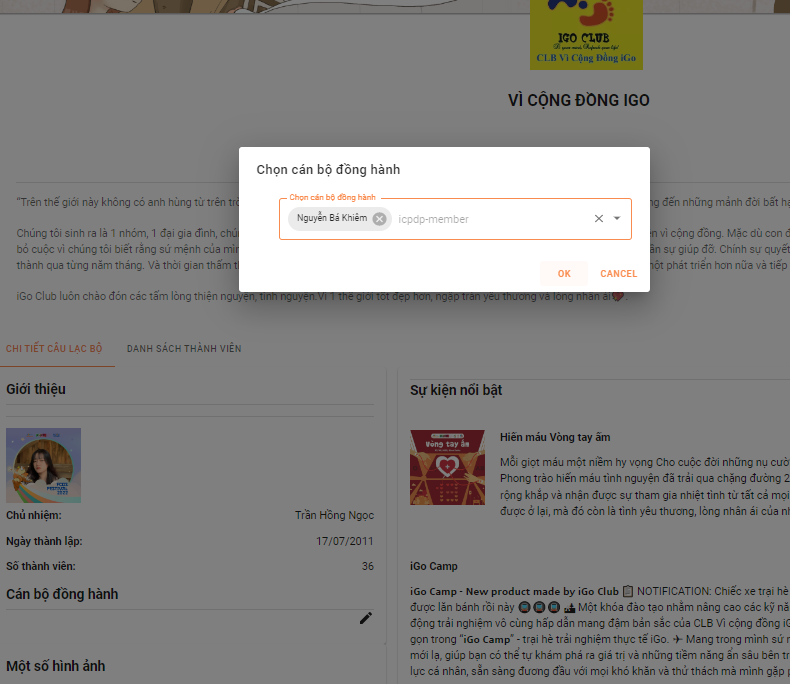 IGO CLUB
CLB Vì Cộng Đồng iGo
VÌ CỘNG ĐỒNG IGO
Chọn cán bộ đồng hành
Chọn cán bộ đồng hành
Nguyễn Bá Khiêm
icpdp-member
OK
CANCEL
"Trên thế giới này không có anh hùng từ trên trờ
g đến những mảnh đời bất hạ
Chúng tôi sinh ra là 1 nhóm, 1 đại gia đình, chún
n vì cộng đồng. Mặc dù con đ
bỏ cuộc vì chúng tôi biết rằng sứ mệnh của mìn
ần sự giúp đỡ. Chính sự quyết
thành qua từng năm tháng. Và thời gian thấm th
một phát triển hơn nữa và tiếp
iGo Club luôn chào đón các tấm lòng thiện nguyện, tình nguyện.Vì 1 thế giới tốt đẹp hơn, ngập tràn yêu thương và lòng nhân ái💓.
CHI TIẾT CÂU LẠC BỘ
DANH SÁCH THÀNH VIÊN
Giới thiệu
Chủ nhiệm:
Trần Hồng Ngọc
Ngày thành lập:
17/07/2011
Số thành viên:
36
Cán bộ đồng hành
Một số hình ảnh
Sự kiện nổi bật
Vòng tay ấm
Hiến máu Vòng tay ấm
Mỗi giọt máu một niềm hy vọng Cho cuộc đời những nụ cườ
Phong trào hiến máu tình nguyện đã trải qua chặng đường 2
rộng khắp và nhận được sự tham gia nhiệt tình từ tất cả mọi
được ở lại, mà đó còn là tình yêu thương, lòng nhân ái của nh
iGo Camp
iGo Camp - New product made by iGo Club 📋 NOTIFICATION: Chiếc xe trại hè
được lăn bánh rồi này 🚇🚇🚇🚂 Một khóa đào tạo nhằm nâng cao các kỹ nă
động trải nghiệm vô cùng hấp dẫn mang đậm bản sắc của CLB Vì cộng đồng iG
gọn trong "iGo Camp" - trại hè trải nghiệm thực tế iGo. ✈ Mang trong mình sứ m
mới lạ, giúp bạn có thể tự khám phá ra giá trị và những tiềm năng ẩn sâu bên tr
lực cá nhân, sẵn sàng đương đầu với mọi khó khăn và thử thách mà mình gặp p